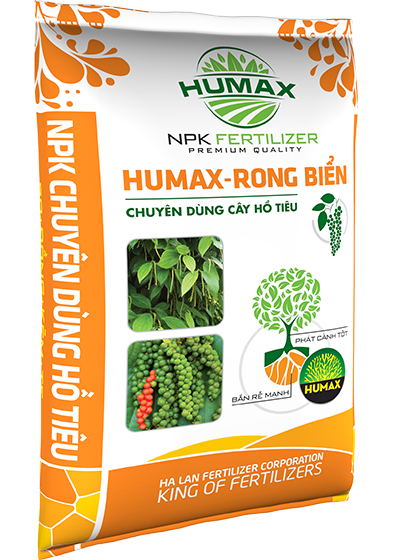 HUMAX
NPK FERTILIZER
PREMIUM QUALITY
HUMAX-RONG BIỂN
CHUYÊN DÙNG CÂY HỒ TIÊU
PHÁT CÀNH TỐT
BẮN RỄ MẠNH
HUMAX
HA LAN FERTILIZER CORPORATION
KING OF FERTILIZERS
NPK CHUYÊN DÙNG HỒ TIÊU